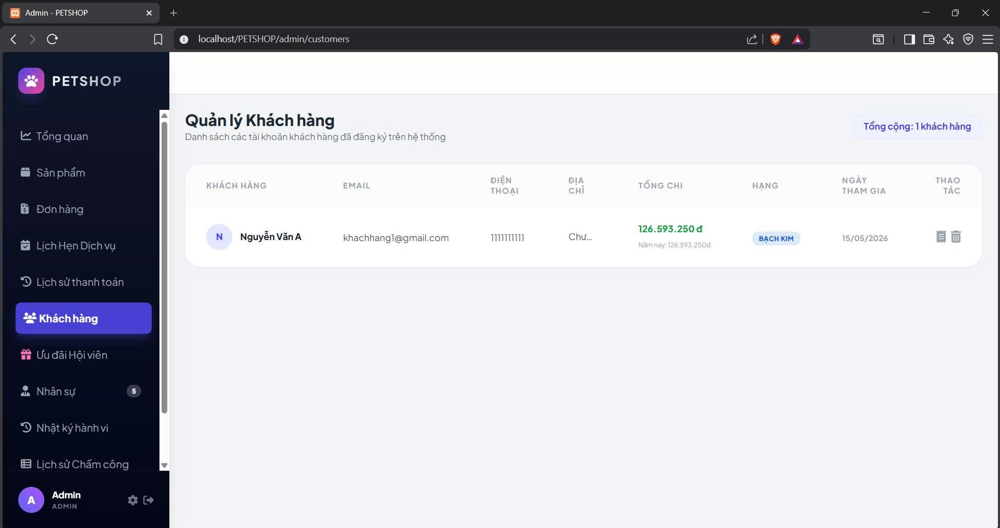 Admin - PETSHOP
localhost/PETSHOP/admin/customers
PETSHOP
Tổng quan
Sản phẩm
Đơn hàng
Lịch Hẹn Dịch vụ
Lịch sử thanh toán
Khách hàng
Ưu đãi Hội viên
Nhân sự
5
Nhật ký hành vi
Lịch sử Chấm công
A
Admin
ADMIN
Quản lý Khách hàng
Danh sách các tài khoản khách hàng đã đăng ký trên hệ thống
Tổng cộng: 1 khách hàng
KHÁCH HÀNG
EMAIL
ĐIỆN
THOẠI
ĐỊA
CHỈ
TỔNG CHI
HẠNG
NGÀY
THAM GIA
THAO
TÁC
N
Nguyễn Văn A
khachhang1@gmail.com
1111111111
Chư...
126.593.250 đ
Năm nay: 126.593.250đ
BẠCH KIM
15/05/2026